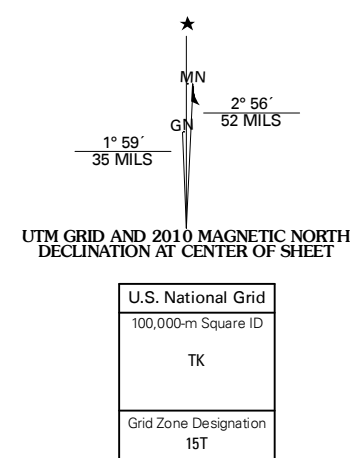 MN
2° 56´
52 MILS
GN
1° 59´
35 MILS
UTM GRID AND 2010 MAGNETIC NORTH
DECLINATION AT CENTER OF SHEET
U.S. National Grid
100,000-m Square ID
TK
Grid Zone Designation
15T